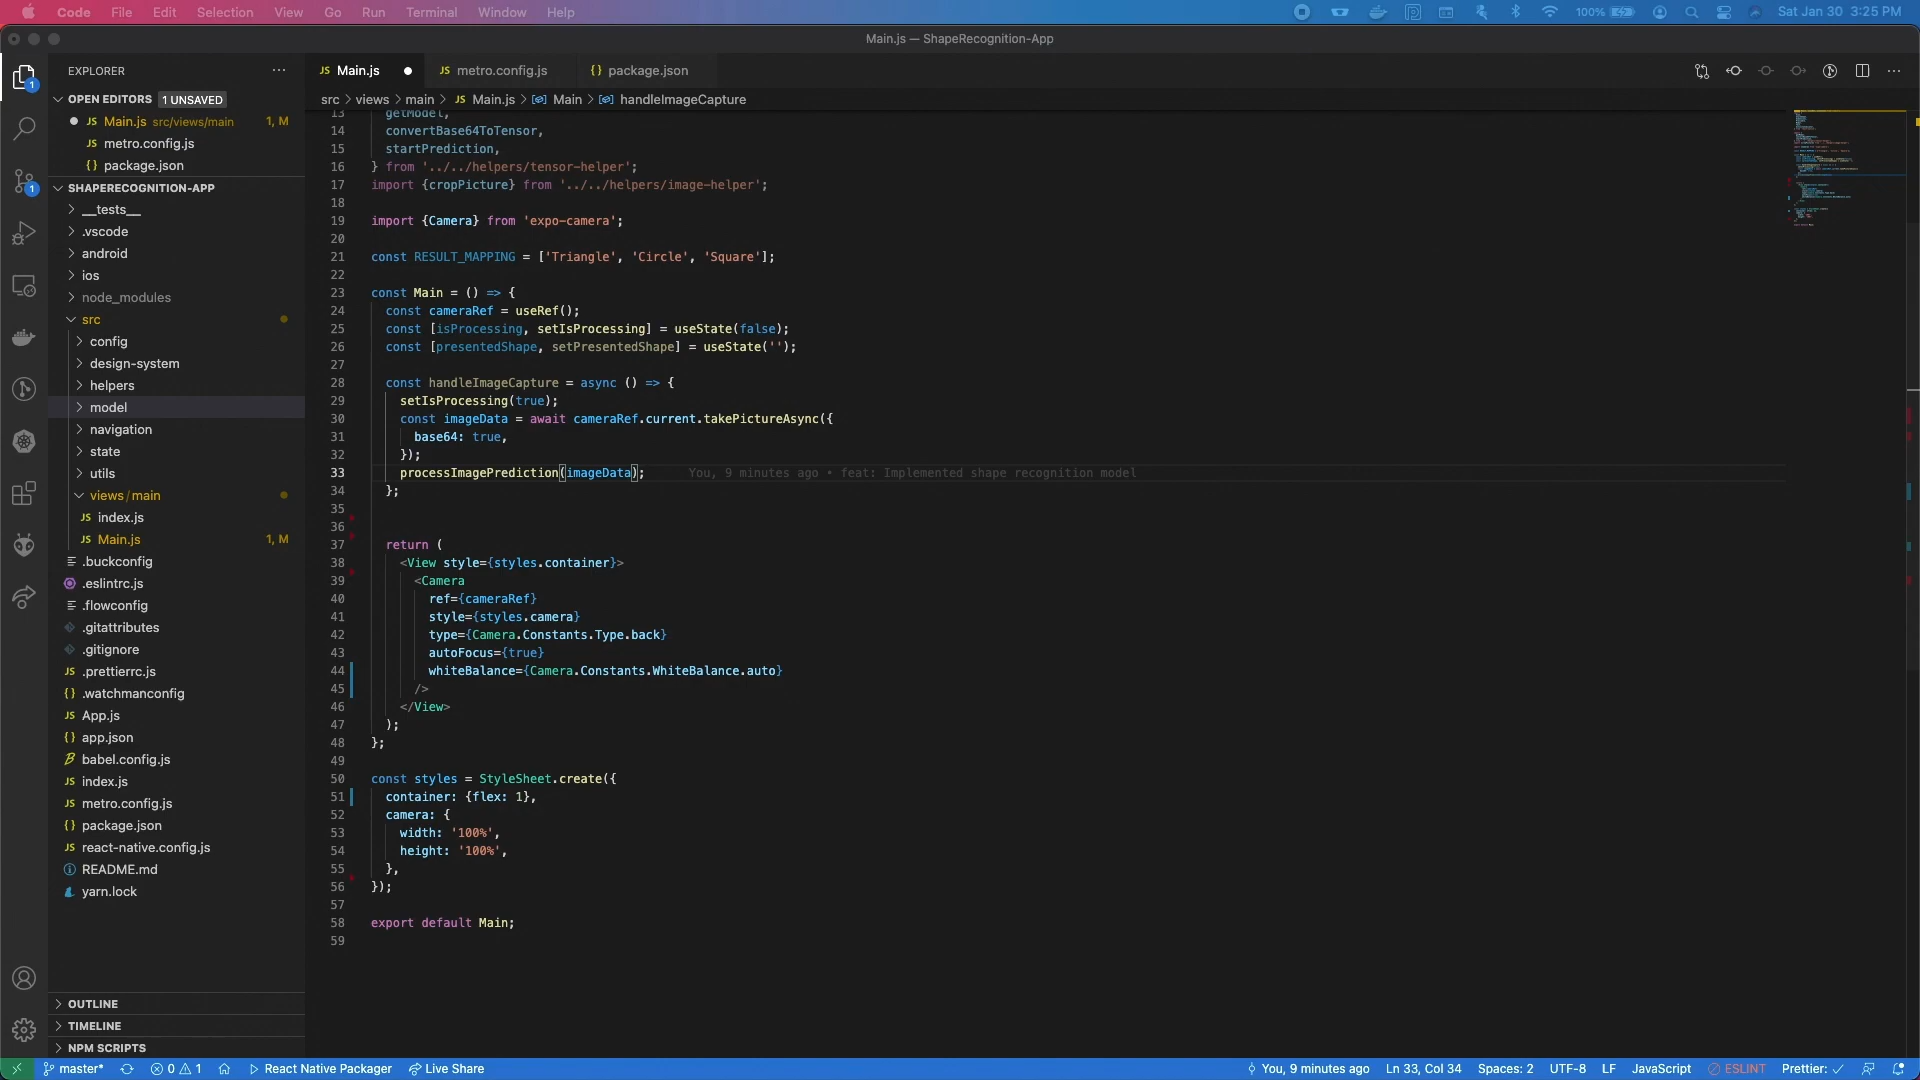 Code File Edit Selection View Go Run Terminal Window Help 100% Sat Jan 30 3:25 PM
Main.js — ShapeRecognition-App
EXPLORER
OPEN EDITORS 1 UNSAVED
JS Main.js src/views/main 1, M
JS metro.config.js
{} package.json
SHAPERECOGNITION-APP
__tests__
.vscode
android
ios
node_modules
src
config
design-system
helpers
model
navigation
state
utils
views/main
JS index.js
JS Main.js 1, M
.buckconfig
.eslintrc.js
.flowconfig
.gitattributes
.gitignore
JS .prettierrc.js
{} .watchmanconfig
JS App.js
{} app.json
babel.config.js
JS index.js
JS metro.config.js
{} package.json
JS react-native.config.js
README.md
yarn.lock
OUTLINE
TIMELINE
NPM SCRIPTS
JS Main.js JS metro.config.js {} package.json
src > views > main > JS Main.js > Main > handleImageCapture
13 getModel,
14 convertBase64ToTensor,
15 startPrediction,
16 } from '../../helpers/tensor-helper';
17 import {cropPicture} from '../../helpers/image-helper';
18
19 import {Camera} from 'expo-camera';
20
21 const RESULT_MAPPING = ['Triangle', 'Circle', 'Square'];
22
23 const Main = () => {
24 const cameraRef = useRef();
25 const [isProcessing, setIsProcessing] = useState(false);
26 const [presentedShape, setPresentedShape] = useState('');
27
28 const handleImageCapture = async () => {
29 setIsProcessing(true);
30 const imageData = await cameraRef.current.takePictureAsync({
31 base64: true,
32 });
33 processImagePrediction(imageData); You, 9 minutes ago • feat: Implemented shape recognition model
34 };
35
36
37 return (
38 <View style={styles.container}>
39 <Camera
40 ref={cameraRef}
41 style={styles.camera}
42 type={Camera.Constants.Type.back}
43 autoFocus={true}
44 whiteBalance={Camera.Constants.WhiteBalance.auto}
45 />
46 </View>
47 );
48 };
49
50 const styles = StyleSheet.create({
51 container: {flex: 1},
52 camera: {
53 width: '100%',
54 height: '100%',
55 },
56 });
57
58 export default Main;
59
master* 0 1 React Native Packager Live Share You, 9 minutes ago Ln 33, Col 34 Spaces: 2 UTF-8 LF JavaScript ESLINT Prettier: ✓